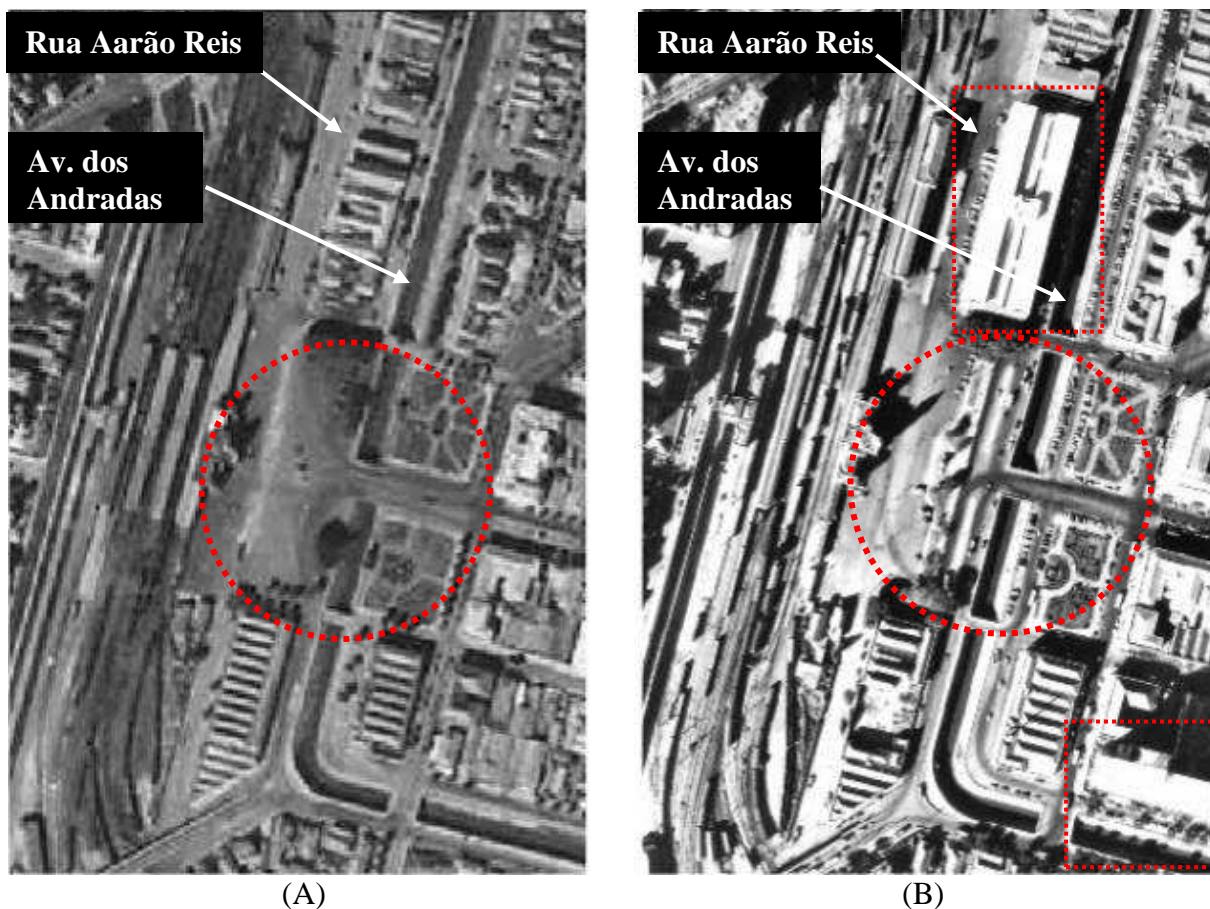 Rua Aarão Reis
Av. dos
Andradas
Rua Aarão Reis
Av. dos
Andradas
(A)
(B)